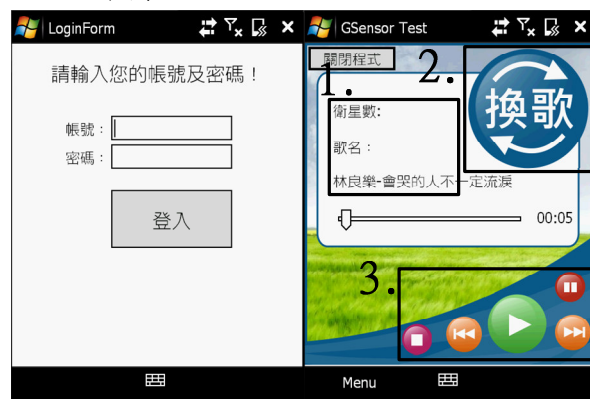 LoginForm
請輸入您的帳號及密碼！
帳號：
密碼：
登入
GSensor Test
關閉程式
1.
2.
換歌
衛星數:
歌名：
林良樂-會哭的人不一定流淚
00:05
3.
Menu